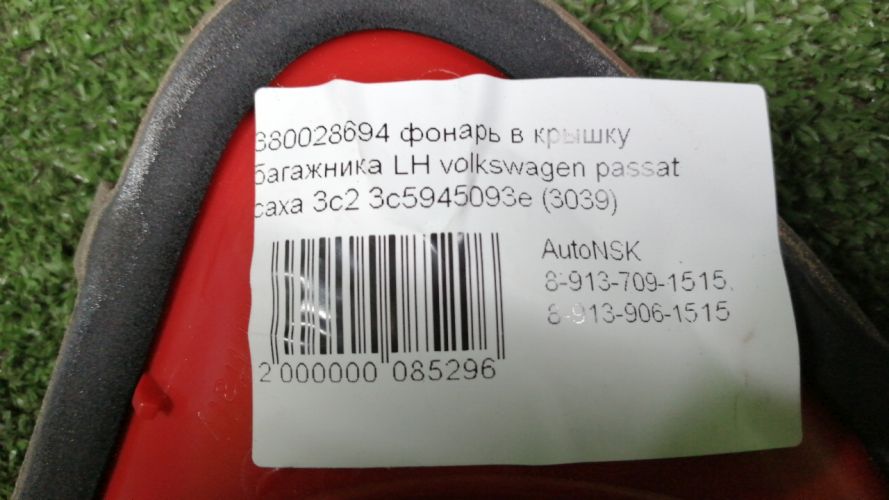 380028694 фонарь в крышку
багажника LH volkswagen passat
саха 3c2 3c5945093e (3039)
AutoNSK
8-913-709-1515,
8-913-906-1515
2 000000 085296